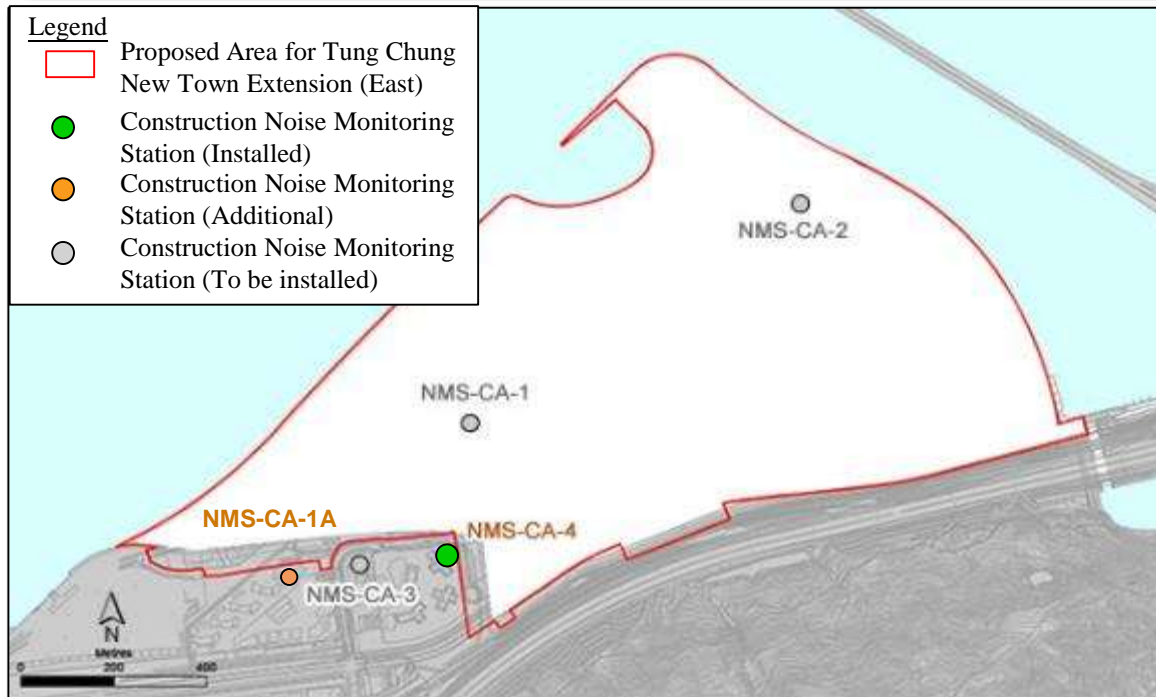 Legend
Proposed Area for Tung Chung
New Town Extension (East)
Construction Noise Monitoring
Station (Installed)
Construction Noise Monitoring
Station (Additional)
Construction Noise Monitoring
Station (To be installed)
NMS-CA-2
NMS-CA-1
NMS-CA-1A
NMS-CA-4
NMS-CA-3
N
Metres
0 200 400